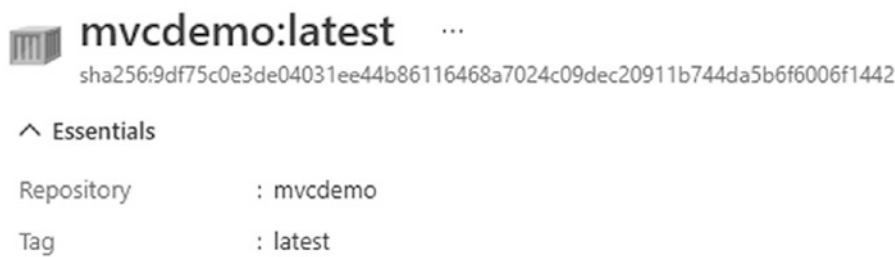 mvcdemo:latest ...
sha256:9df75c0e3de04031ee44b86116468a7024c09dec20911b744da5b6f6006f1442
Essentials
Repository : mvcdemo
Tag : latest